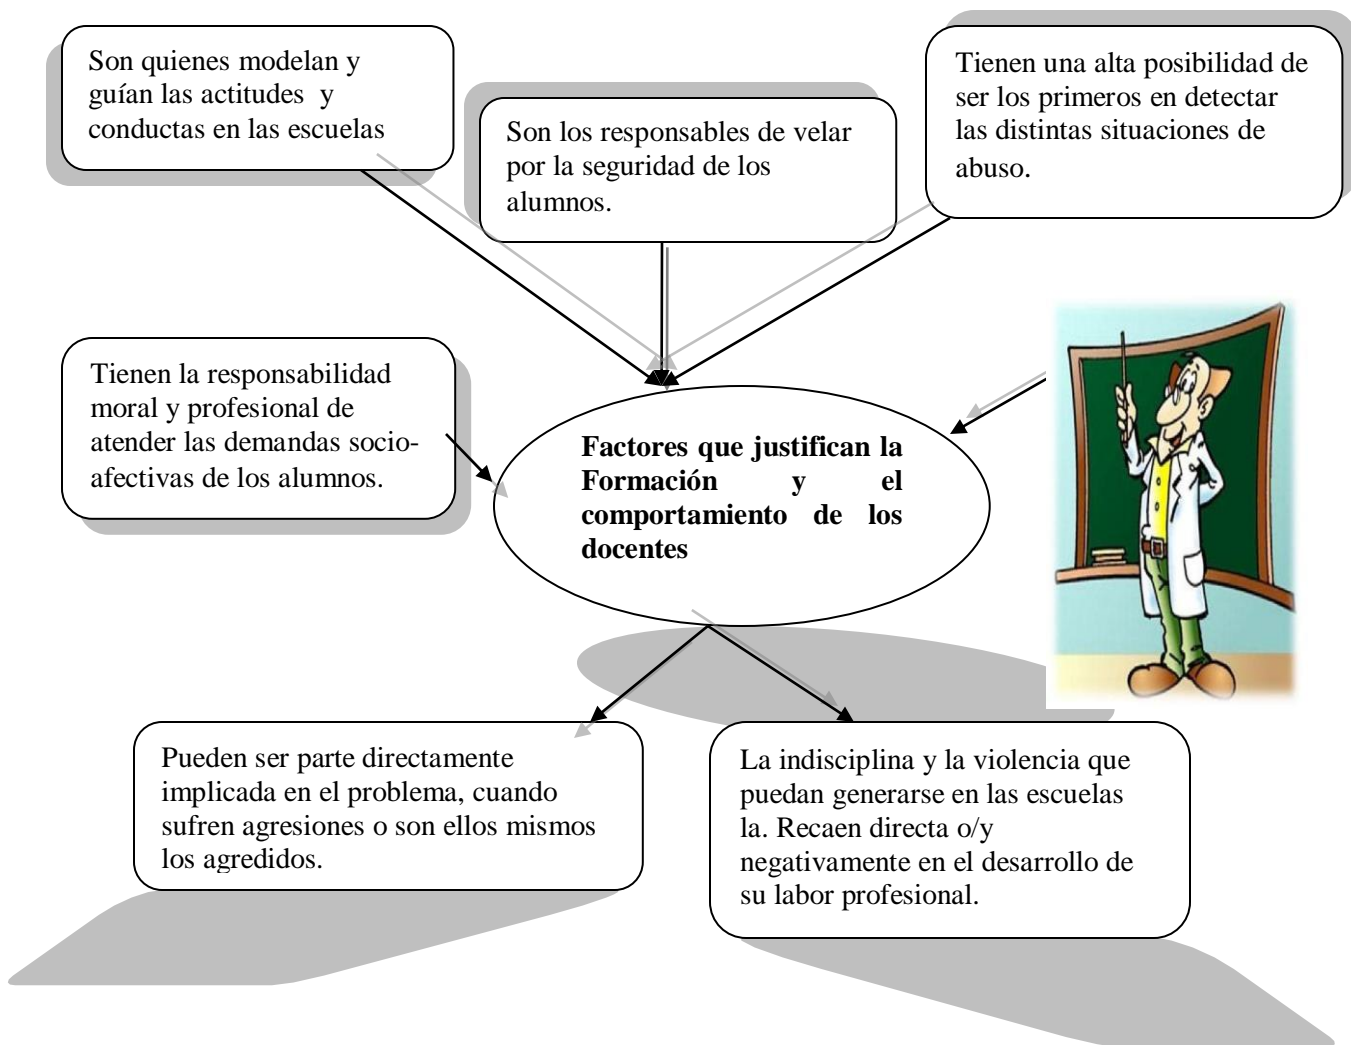 Son quienes modelan y
guían las actitudes y
conductas en las escuelas
Son los responsables de velar
por la seguridad de los
alumnos.
Tienen una alta posibilidad de
ser los primeros en detectar
las distintas situaciones de
abuso.
Tienen la responsabilidad
moral y profesional de
atender las demandas socio-
afectivas de los alumnos.
Factores que justifican la
Formación y el
comportamiento de los
docentes
Pueden ser parte directamente
implicada en el problema, cuando
sufren agresiones o son ellos mismos
los agredidos.
La indisciplina y la violencia que
puedan generarse en las escuelas
la. Recaen directa o/y
negativamente en el desarrollo de
su labor profesional.